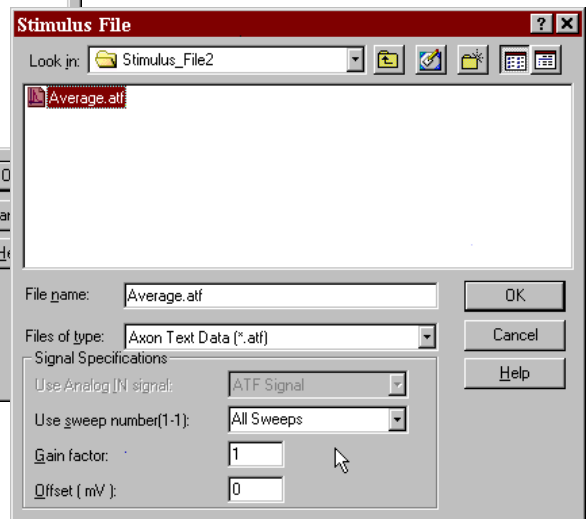 Stimulus File
Look in: Stimulus_File2
Average.atf
File name: Average.atf OK
Files of type: Axon Text Data (*.atf) Cancel
Signal Specifications
Help
Use Analog IN signal: ATF Signal
Use sweep number(1-1): All Sweeps
Gain factor: 1
Offset ( mV ): 0